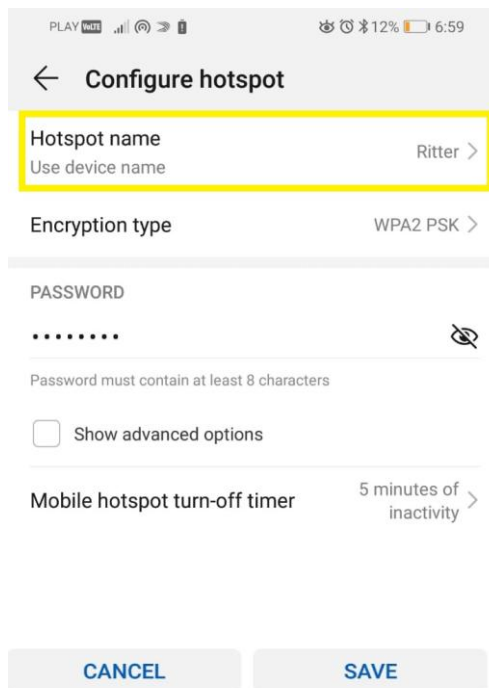 PLAY VoLTE 12% 6:59
Configure hotspot
Hotspot name
Use device name
Ritter
Encryption type
WPA2 PSK
PASSWORD
••••••••
Password must contain at least 8 characters
Show advanced options
Mobile hotspot turn-off timer
5 minutes of
inactivity
CANCEL SAVE